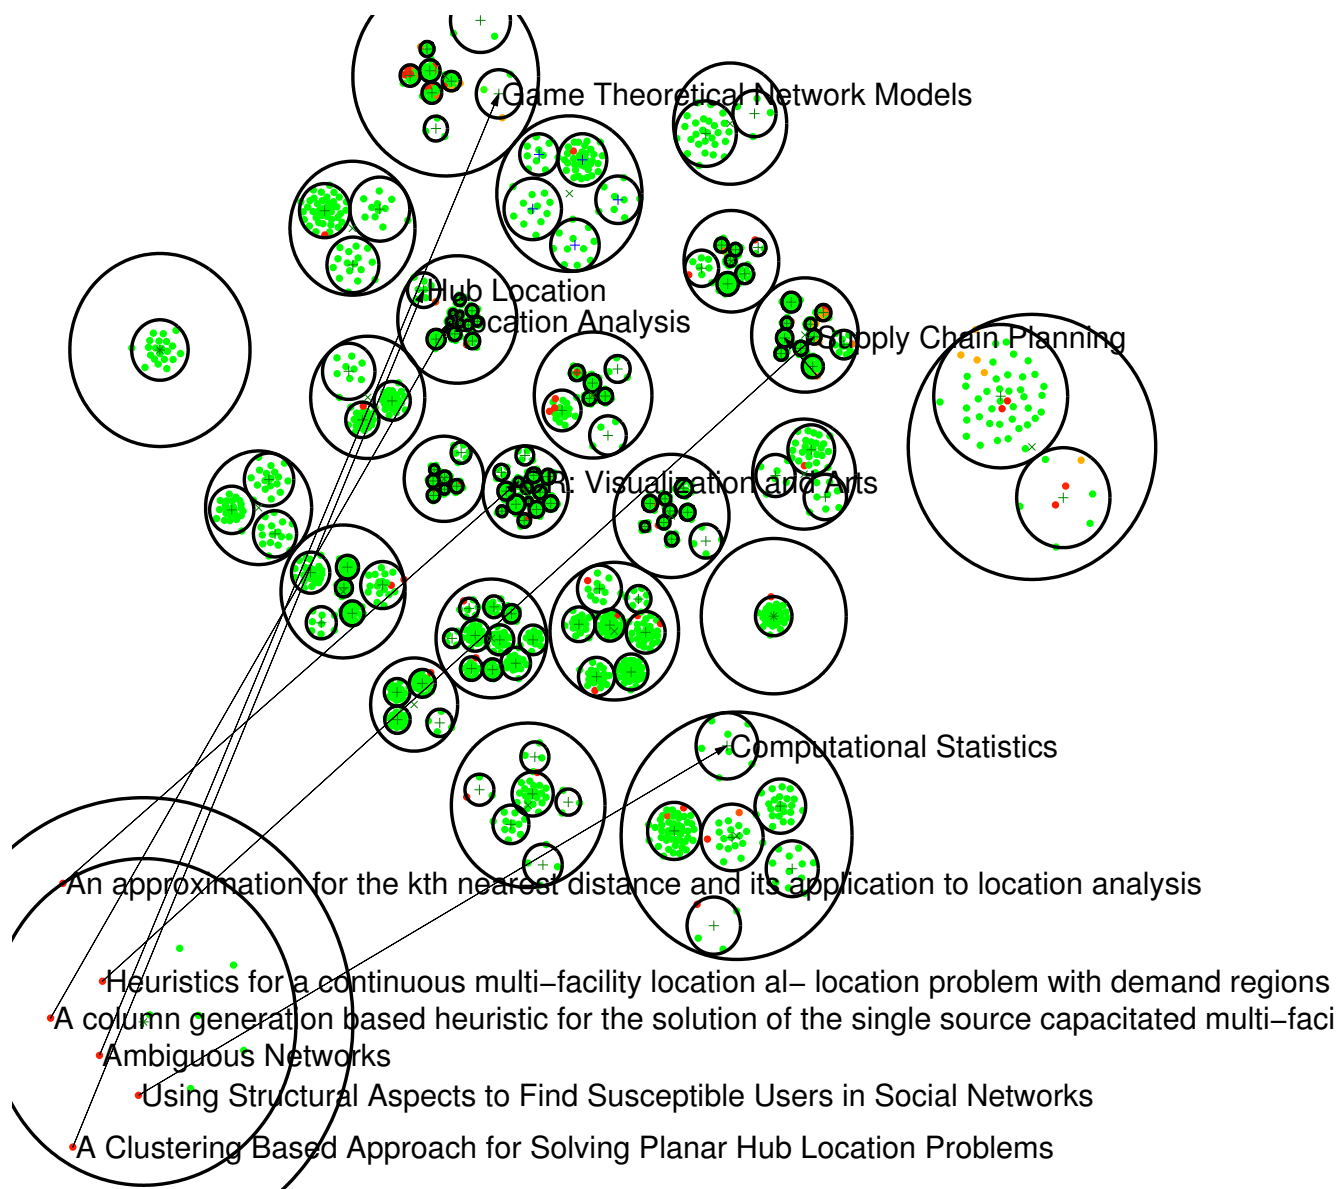 Game Theoretical Network Models
Hub Location
Location Analysis
Supply Chain Planning
R: Visualization and Arts
Computational Statistics
An approximation for the kth nearest distance and its application to location analysis
Heuristics for a continuous multi−facility location al− location problem with demand regions
A column generation based heuristic for the solution of the single source capacitated multi−faci
Ambiguous Networks
Using Structural Aspects to Find Susceptible Users in Social Networks
A Clustering Based Approach for Solving Planar Hub Location Problems